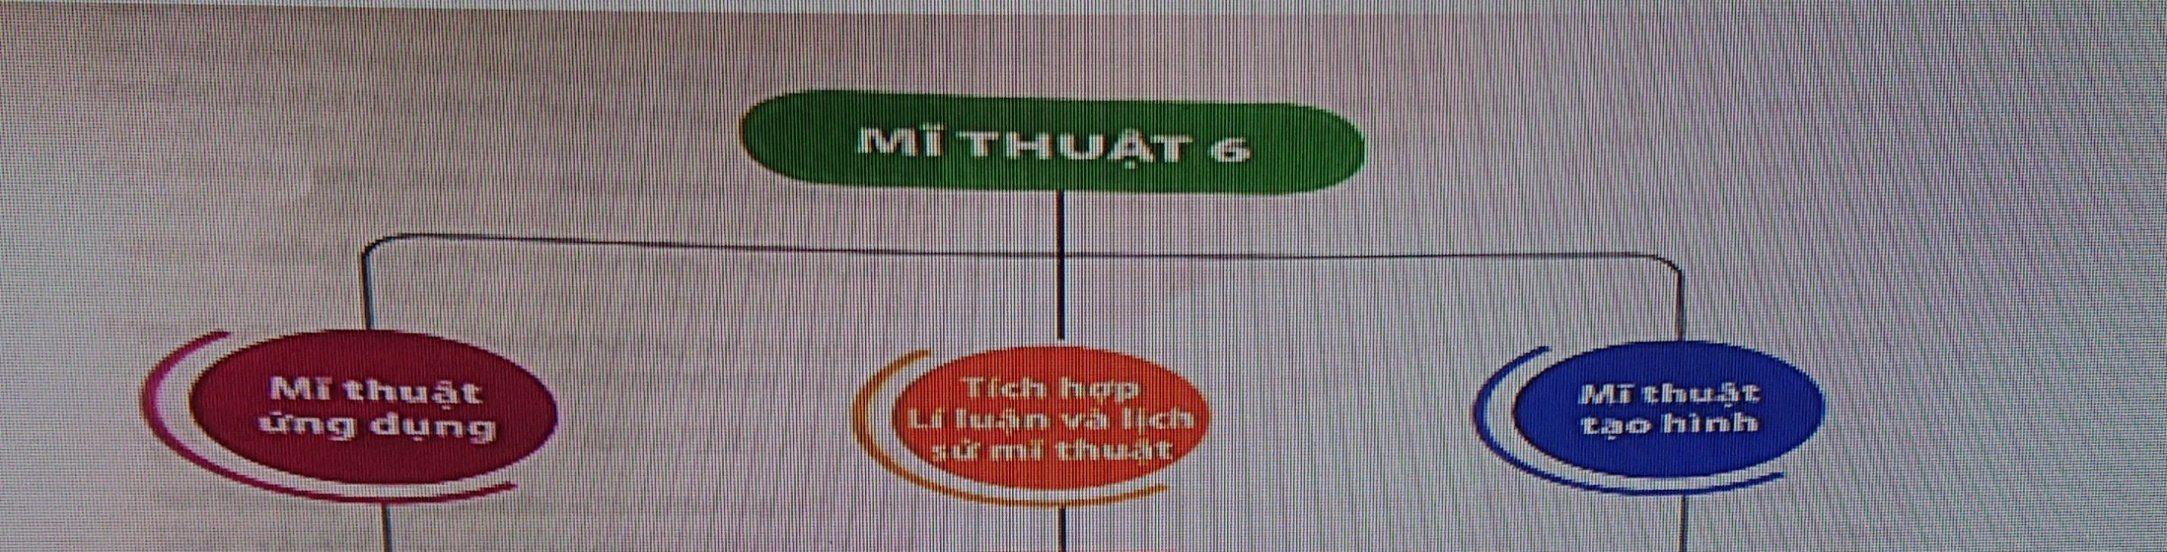 MĨ THUẬT 6
Mĩ thuật
ứng dụng
Tích hợp
Lí luận và lịch
sử mĩ thuật
Mĩ thuật
tạo hình